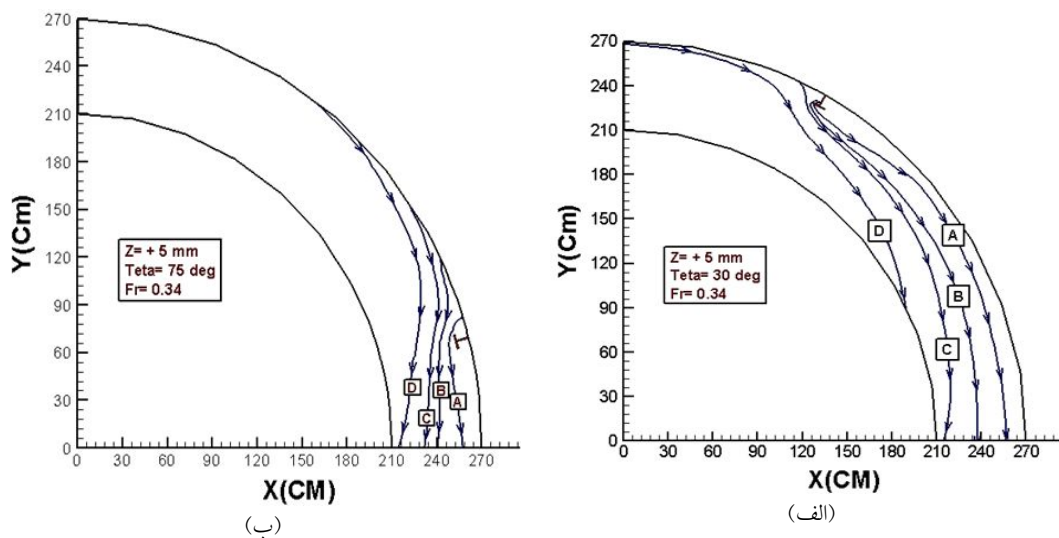 270
240
210
180
150
120
90
60
30
0
Y(Cm)
Z= + 5 mm
Teta= 75 deg
Fr= 0.34
D
C
B
A
0 30 60 90 120 150 180 210 240 270
X(CM)
(ب)
270
240
210
180
150
120
90
60
30
0
Y(Cm)
Z= + 5 mm
Teta= 30 deg
Fr= 0.34
D
A
B
C
0 30 60 90 120 150 180 210 240 270
X(CM)
(الف)